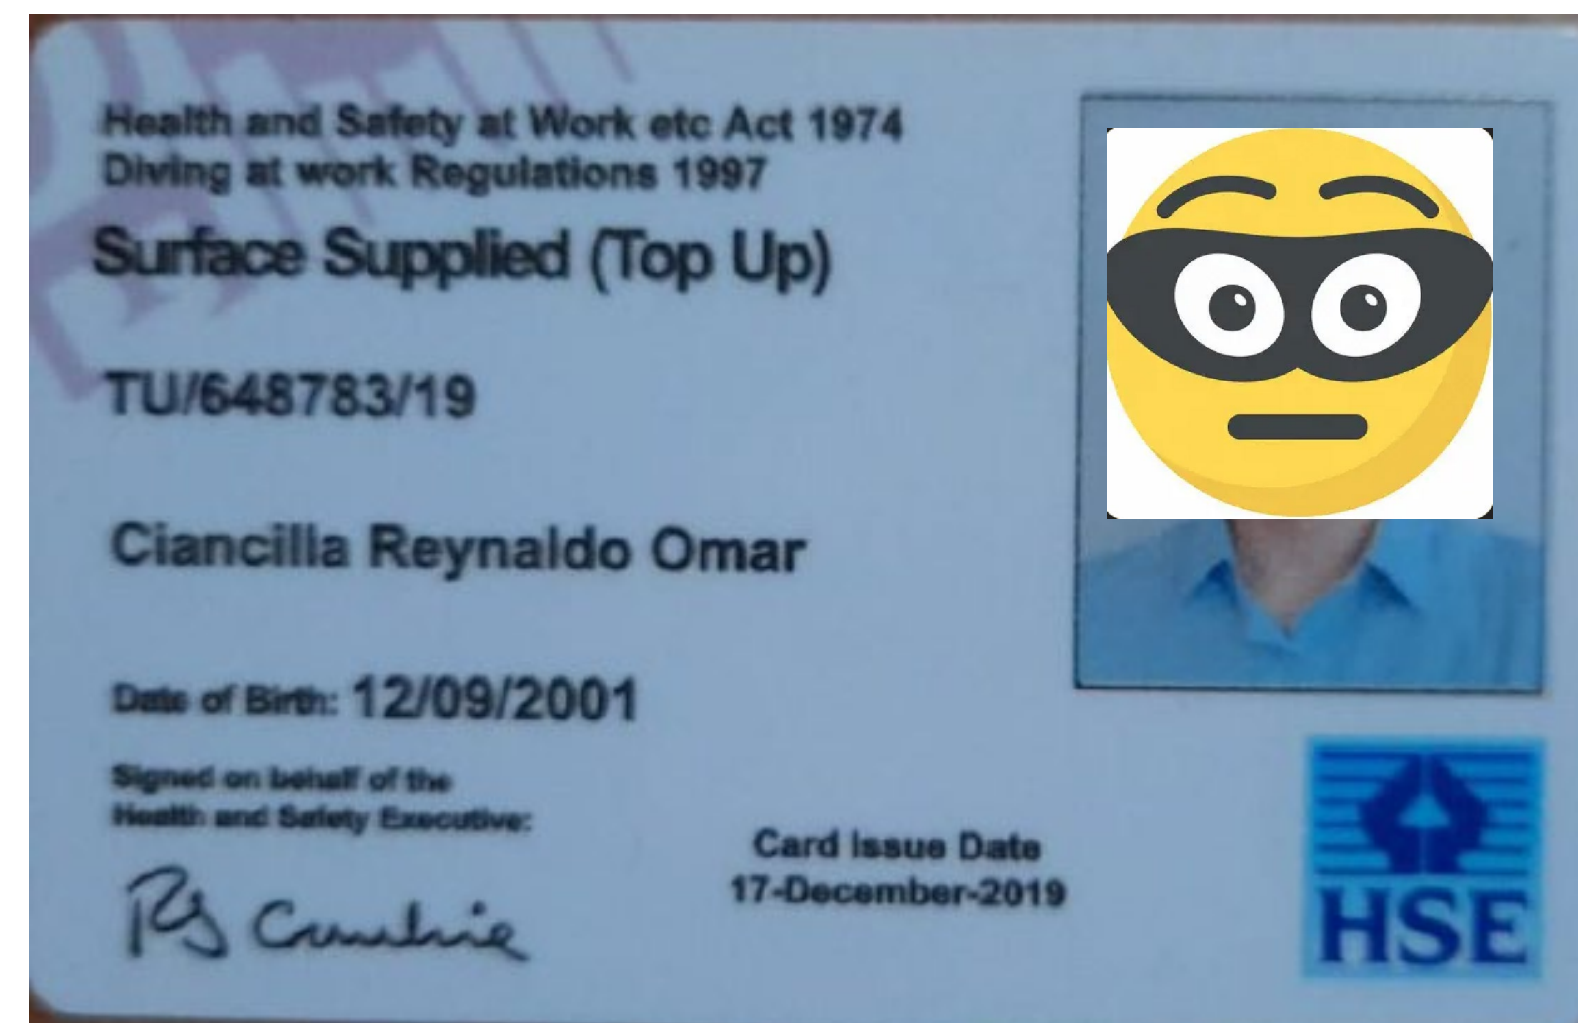 Health and Safety at Work etc Act 1974
Diving at work Regulations 1997
Surface Supplied (Top Up)
TU/648783/19
Ciancilla Reynaldo Omar
Date of Birth: 12/09/2001
Signed on behalf of the
Health and Safety Executive:
Card Issue Date
17-December-2019
HSE